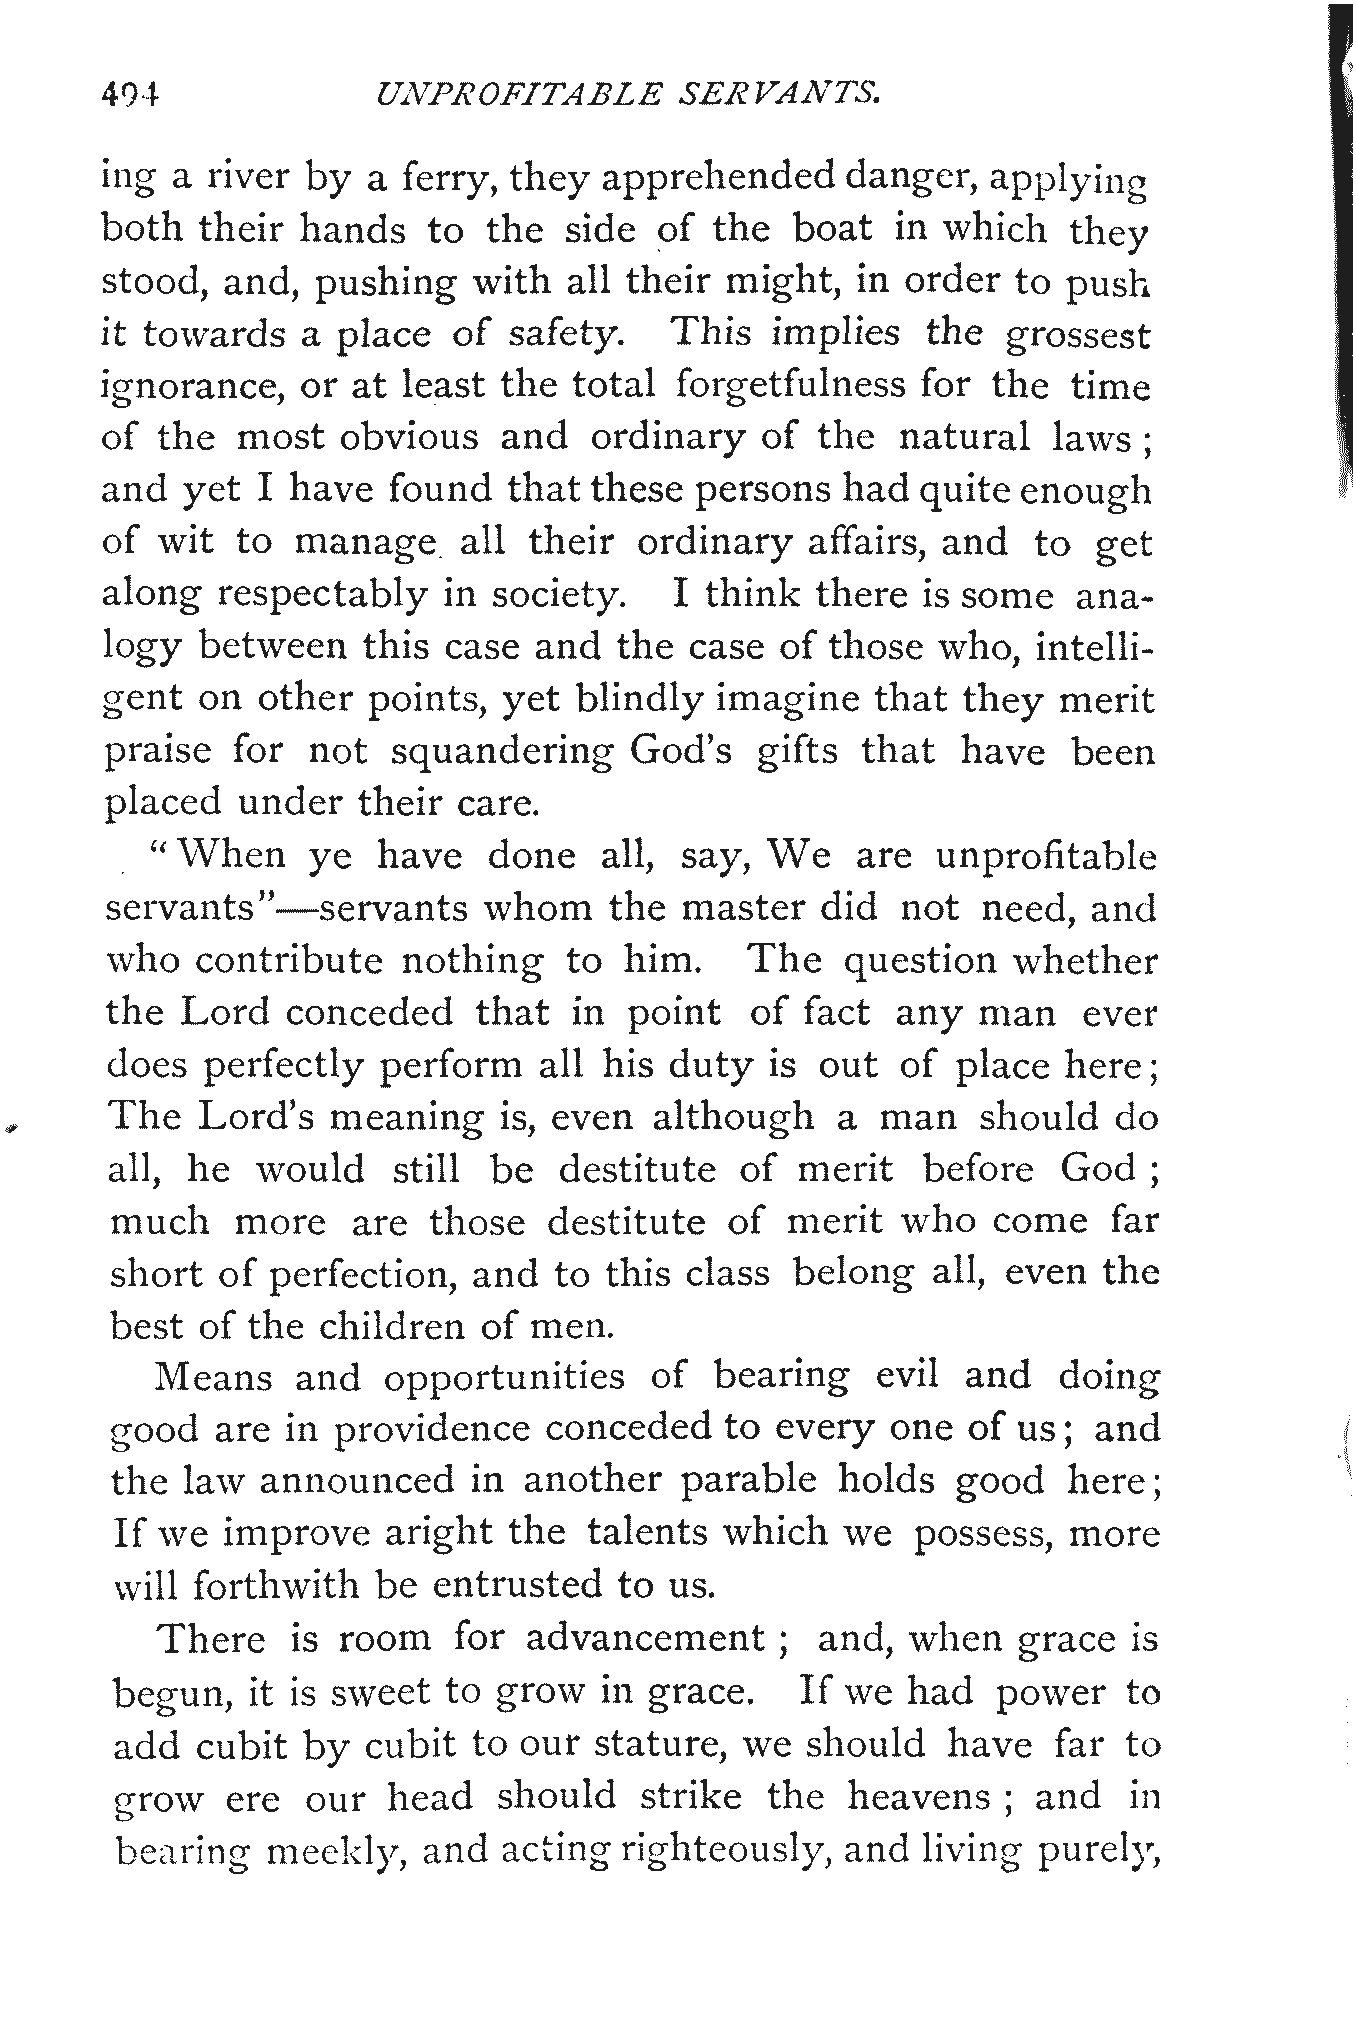 494 UNPROFITABLE SERVANTS.
ing a river by a ferry, they apprehended danger, applying
both their hands to the side of the boat in which they
stood, and, pushing with all their might, in order to push
it towards a place of safety. This implies the grossest
ignorance, or at least the total forgetfulness for the time
of the most obvious and ordinary of the natural laws ;
and yet I have found that these persons had quite enough
of wit to manage all their ordinary affairs, and to get
along respectably in society. I think there is some ana-
logy between this case and the case of those who, intelli-
gent on other points, yet blindly imagine that they merit
praise for not squandering God's gifts that have been
placed under their care.
“ When ye have done all, say, We are unprofitable
servants”—servants whom the master did not need, and
who contribute nothing to him. The question whether
the Lord conceded that in point of fact any man ever
does perfectly perform all his duty is out of place here ;
The Lord's meaning is, even although a man should do
all, he would still be destitute of merit before God ;
much more are those destitute of merit who come far
short of perfection, and to this class belong all, even the
best of the children of men.
Means and opportunities of bearing evil and doing
good are in providence conceded to every one of us ; and
the law announced in another parable holds good here ;
If we improve aright the talents which we possess, more
will forthwith be entrusted to us.
There is room for advancement ; and, when grace is
begun, it is sweet to grow in grace. If we had power to
add cubit by cubit to our stature, we should have far to
grow ere our head should strike the heavens ; and in
bearing meekly, and acting righteously, and living purely,